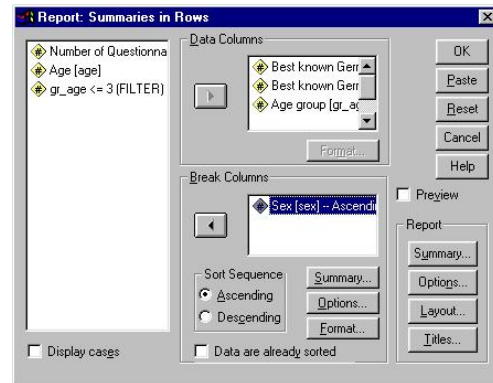 Report: Summaries in Rows
Number of Questionna
Age [age]
gr_age <= 3 (FILTER)
Display cases
Data Columns
Best known Gerr
Best known Gerr
Age group [gr_ag
Format...
Break Columns
Sex [sex] -- Ascendi
Sort Sequence
Ascending
Descending
Summary...
Options...
Format...
Data are already sorted
OK
Paste
Reset
Cancel
Help
Preview
Report
Summary...
Options...
Layout...
Titles...